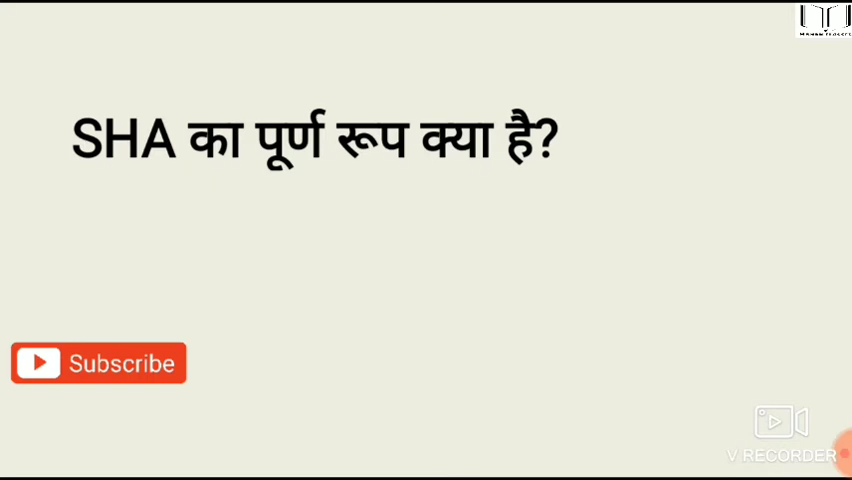 SHA का पूर्ण रूप क्या है?
Subscribe
V RECORDER